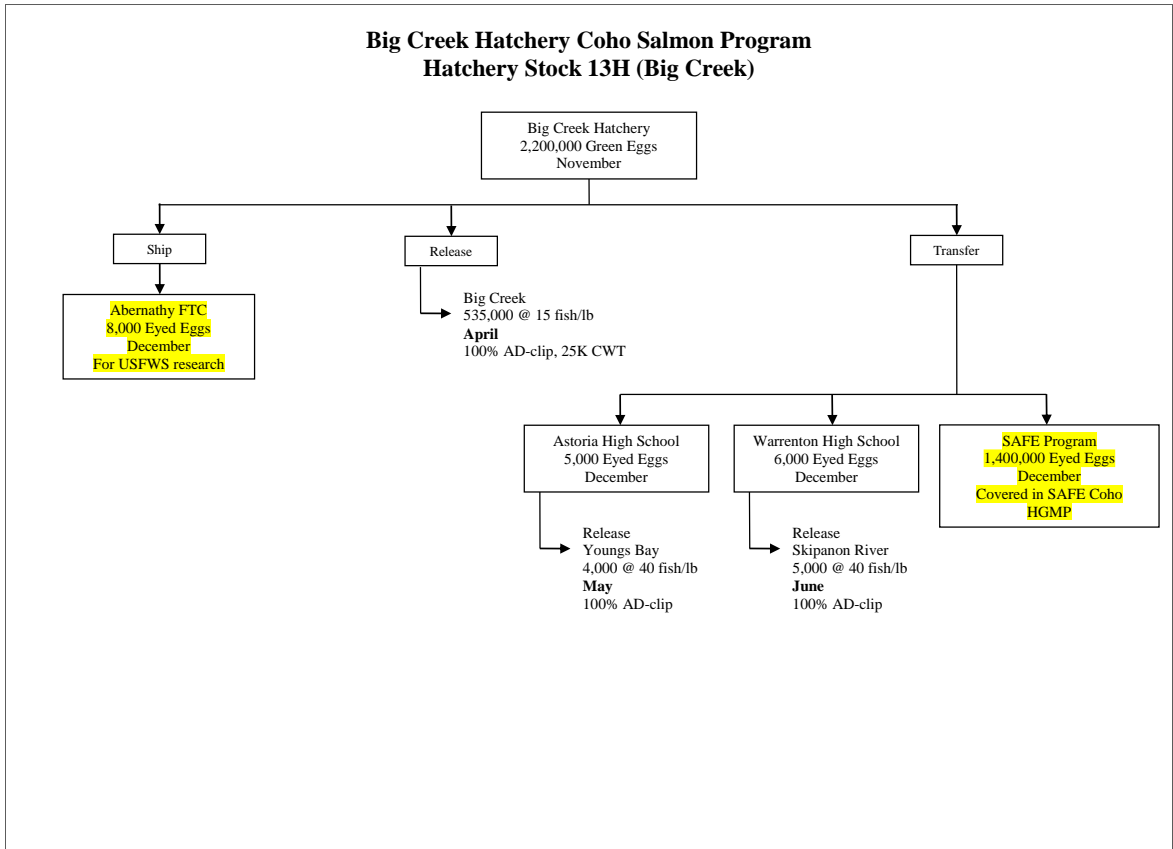 Big Creek Hatchery Coho Salmon Program
Hatchery Stock 13H (Big Creek)
Big Creek Hatchery
2,200,000 Green Eggs
November
Ship
Release
Transfer
Abernathy FTC
8,000 Eyed Eggs
December
For USFWS research
Big Creek
535,000 @ 15 fish/lb
April
100% AD-clip, 25K CWT
Astoria High School
5,000 Eyed Eggs
December
Warrenton High School
6,000 Eyed Eggs
December
SAFE Program
1,400,000 Eyed Eggs
December
Covered in SAFE Coho
HGMP
Release
Youngs Bay
4,000 @ 40 fish/lb
May
100% AD-clip
Release
Skipanon River
5,000 @ 40 fish/lb
June
100% AD-clip